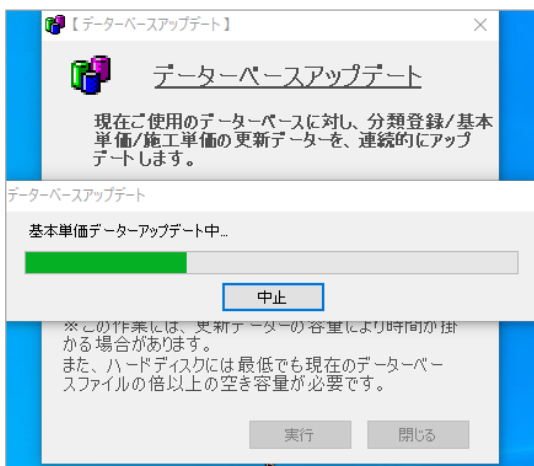 【データーベースアップデート】
データーベースアップデート
現在ご使用のデーターベースに対し、分類登録/基本
単価/施工単価の更新データーを、連続的にアップ
デートします。
データーベースアップデート
基本単価データーアップデート中...
中止
※この作業には、更新データーの容量により時間が掛
かる場合があります。
また、ハードディスクには最低でも現在のデーターベー
スファイルの倍以上の空き容量が必要です。
実行
閉じる